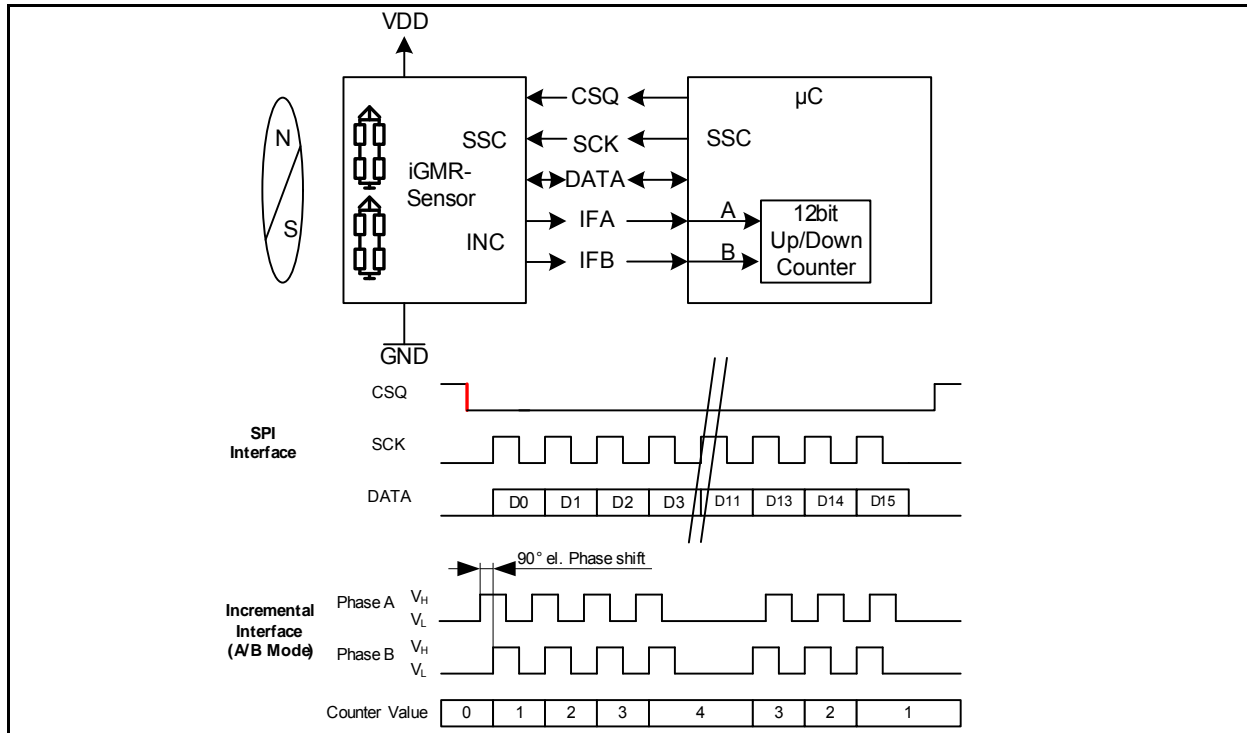 VDD
CSQ
µC
N
SSC
SCK
SSC
iGMR-
Sensor
DATA
S
IFA
A
12bit
Up/Down
Counter
INC
IFB
B
GND
CSQ
SPI
Interface
SCK
DATA
D0 D1 D2 D3 D11 D13 D14 D15
90° el. Phase shift
Incremental
Interface
(A/B Mode)
Phase A
VH
VL
Phase B
VH
VL
Counter Value 0 1 2 3 4 3 2 1